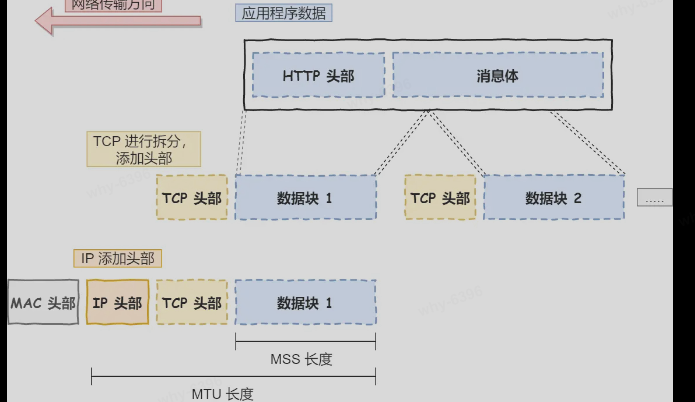 网络传输方向
应用程序数据
HTTP 头部
消息体
TCP 进行拆分，
添加头部
TCP 头部
数据块 1
TCP 头部
数据块 2
.....
IP 添加头部
MAC 头部
IP 头部
TCP 头部
数据块 1
MSS 长度
MTU 长度